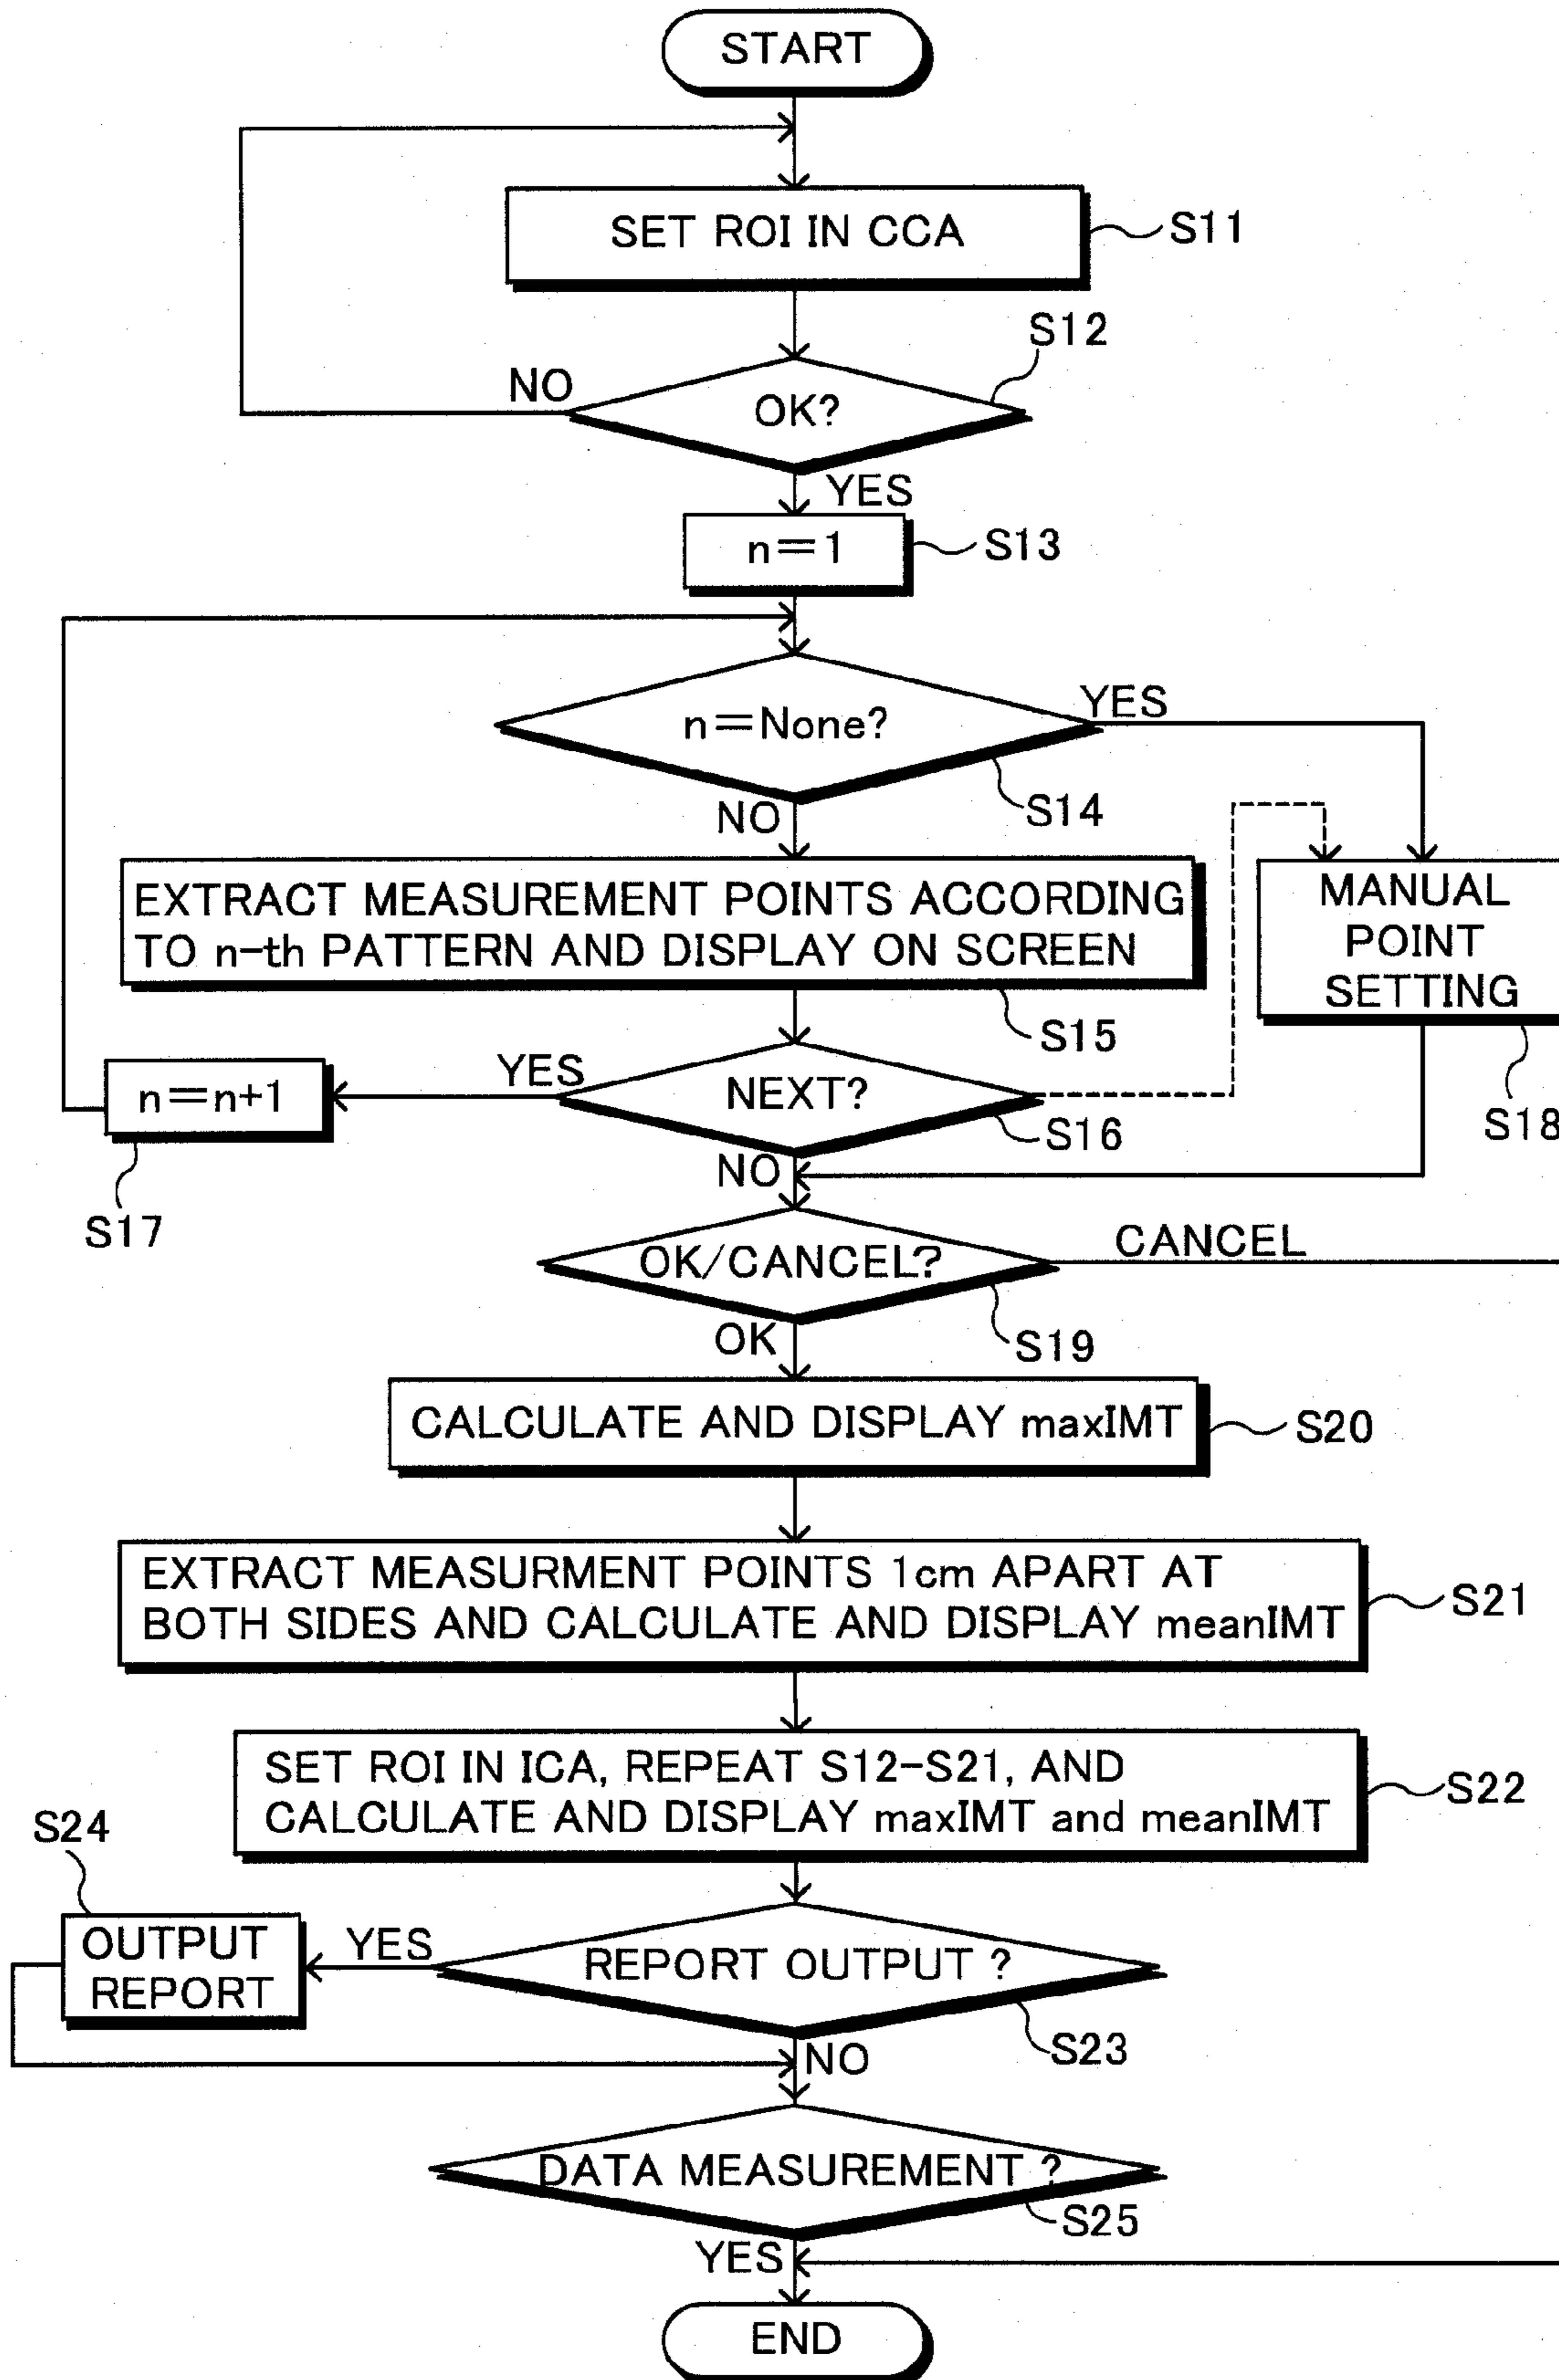 START
SET ROI IN CCA
S11
S12
NO
OK?
YES
n=1
S13
n=None?
YES
S14
NO
EXTRACT MEASUREMENT POINTS ACCORDING
TO n-th PATTERN AND DISPLAY ON SCREEN
S15
MANUAL
POINT
SETTING
S18
n=n+1
YES
NEXT?
S16
S17
NO
OK/CANCEL?
CANCEL
S19
OK
CALCULATE AND DISPLAY maxIMT
S20
EXTRACT MEASURMENT POINTS 1cm APART AT
BOTH SIDES AND CALCULATE AND DISPLAY meanIMT
S21
SET ROI IN ICA, REPEAT S12-S21, AND
CALCULATE AND DISPLAY maxIMT and meanIMT
S22
S24
OUTPUT
REPORT
YES
REPORT OUTPUT ?
S23
NO
DATA MEASUREMENT ?
S25
YES
END